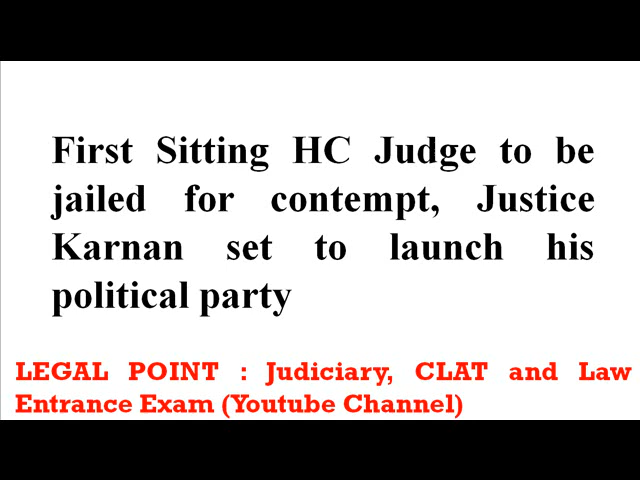 First Sitting HC Judge to be
jailed for contempt, Justice
Karnan set to launch his
political party
LEGAL POINT : Judiciary, CLAT and Law
Entrance Exam (Youtube Channel)